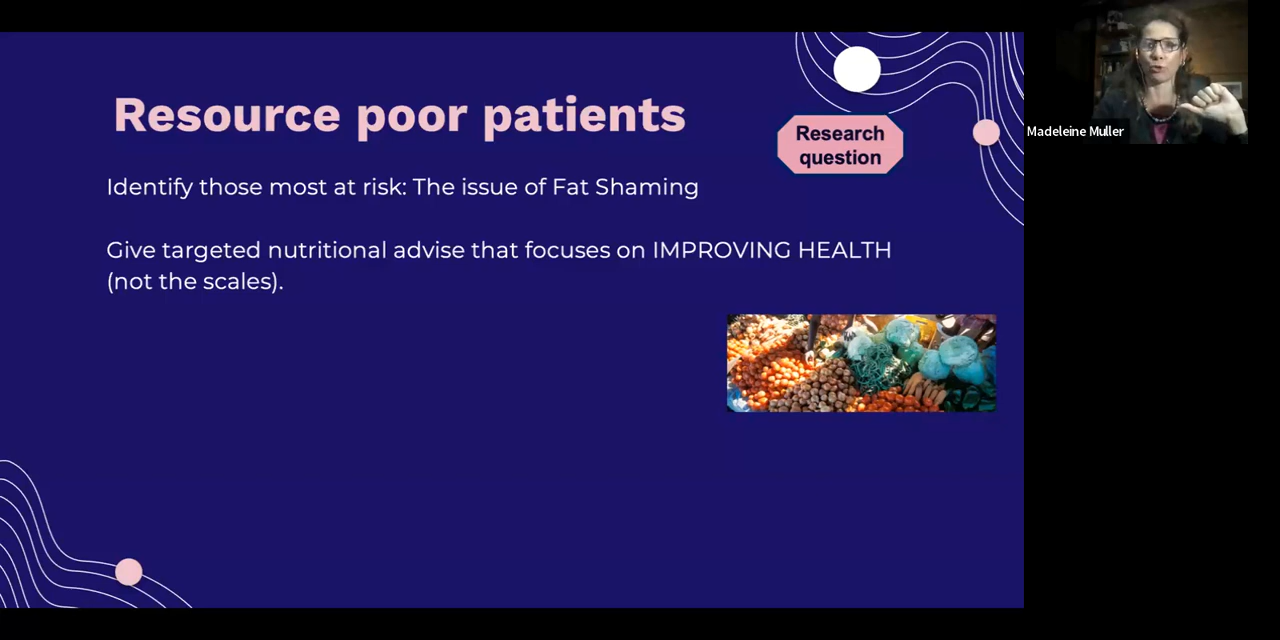 Resource poor patients
Research
question
Identify those most at risk: The issue of Fat Shaming
Give targeted nutritional advise that focuses on IMPROVING HEALTH
(not the scales).
Madeleine Muller